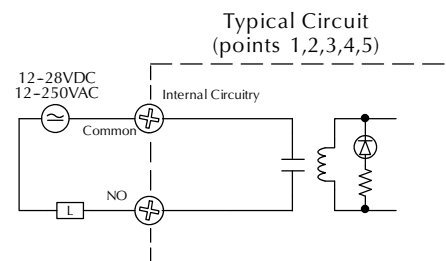 Typical Circuit
(points 1,2,3,4,5)
12-28VDC
12-250VAC
Internal Circuitry
Common
NO
L